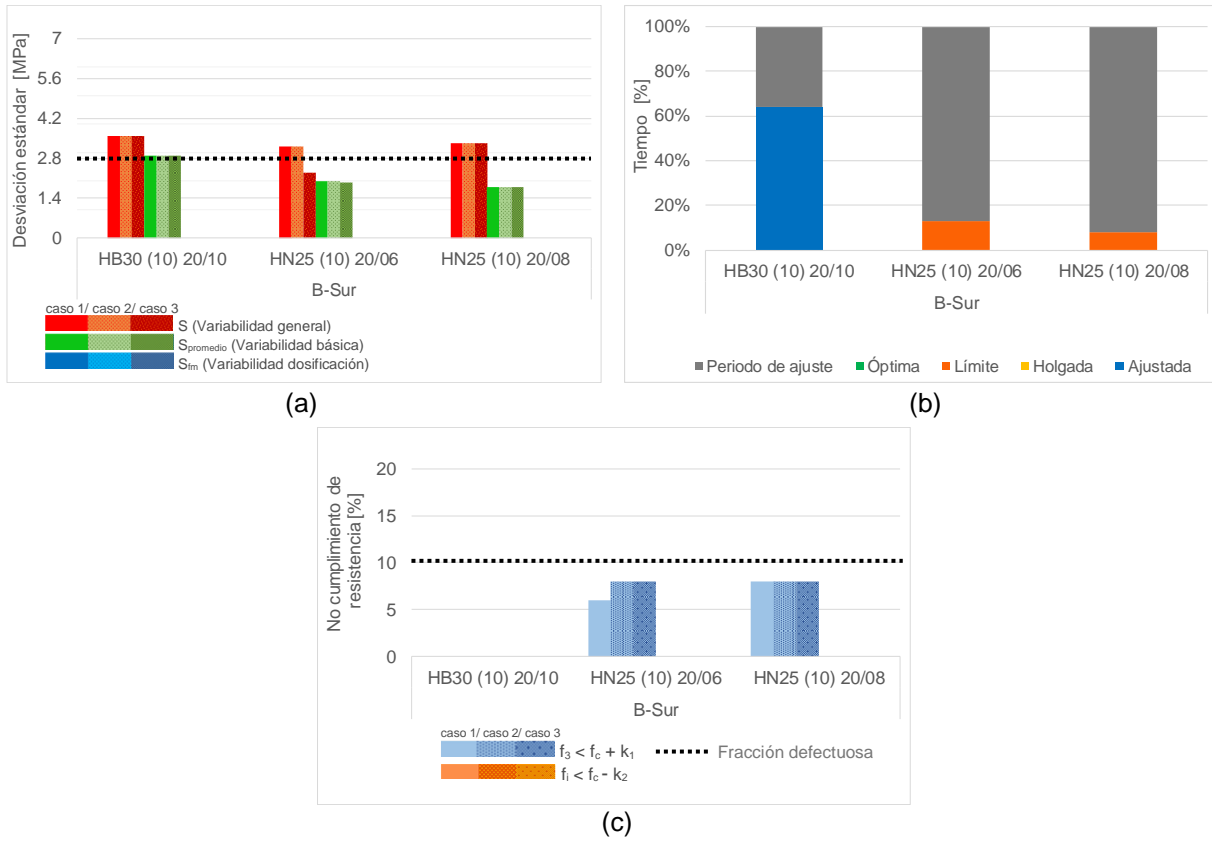 Desviación estándar [MPa]
7
5.6
4.2
2.8
1.4
0
HB30 (10) 20/10 HN25 (10) 20/06 HN25 (10) 20/08
B-Sur
caso 1/ caso 2/ caso 3
S (Variabilidad general)
Spromedio (Variabilidad básica)
Sfm (Variabilidad dosificación)
(a)
Tiempo [%]
100%
80%
60%
40%
20%
0%
HB30 (10) 20/10 HN25 (10) 20/06 HN25 (10) 20/08
B-Sur
Periodo de ajuste Óptima Límite Holgada Ajustada
(b)
No cumplimiento de
resistencia [%]
20
15
10
5
0
HB30 (10) 20/10 HN25 (10) 20/06 HN25 (10) 20/08
B-Sur
caso 1/ caso 2/ caso 3
f3 < fc + k1 Fracción defectuosa
fi < fc - k2
(c)